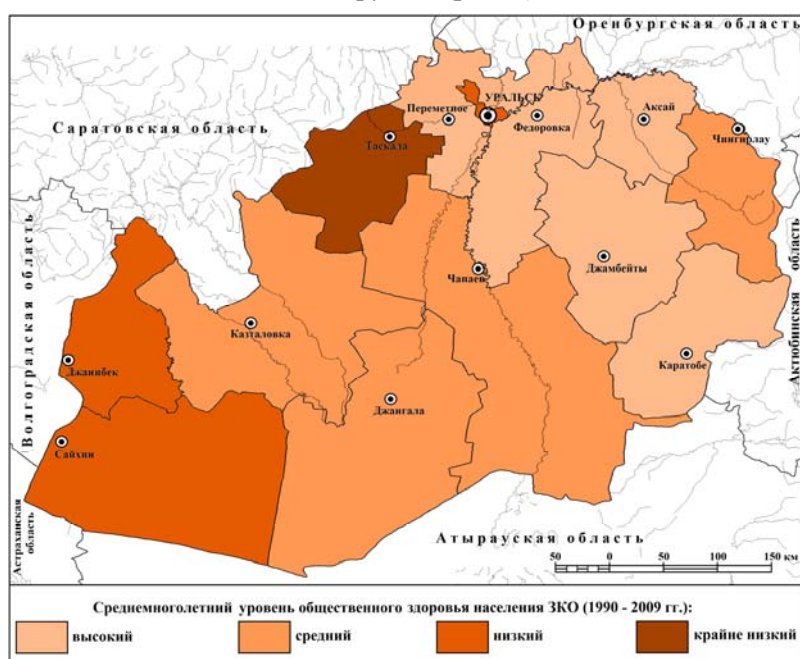 Оренбургская область
Саратовская область
Переметное
УРАЛЬСК
Федоровка
Аксай
Чингирлау
Таскала
Волгоградская область
Актюбинская область
Чапаев
Джамбейты
Казталовка
Джанибек
Каратобе
Джангала
Сайхин
Астраханская
область
Атырауская область
50 0 50 100 150 км
Среднемноголетний уровень общественного здоровья населения ЗКО (1990 - 2009 гг.):
высокий средний низкий крайне низкий